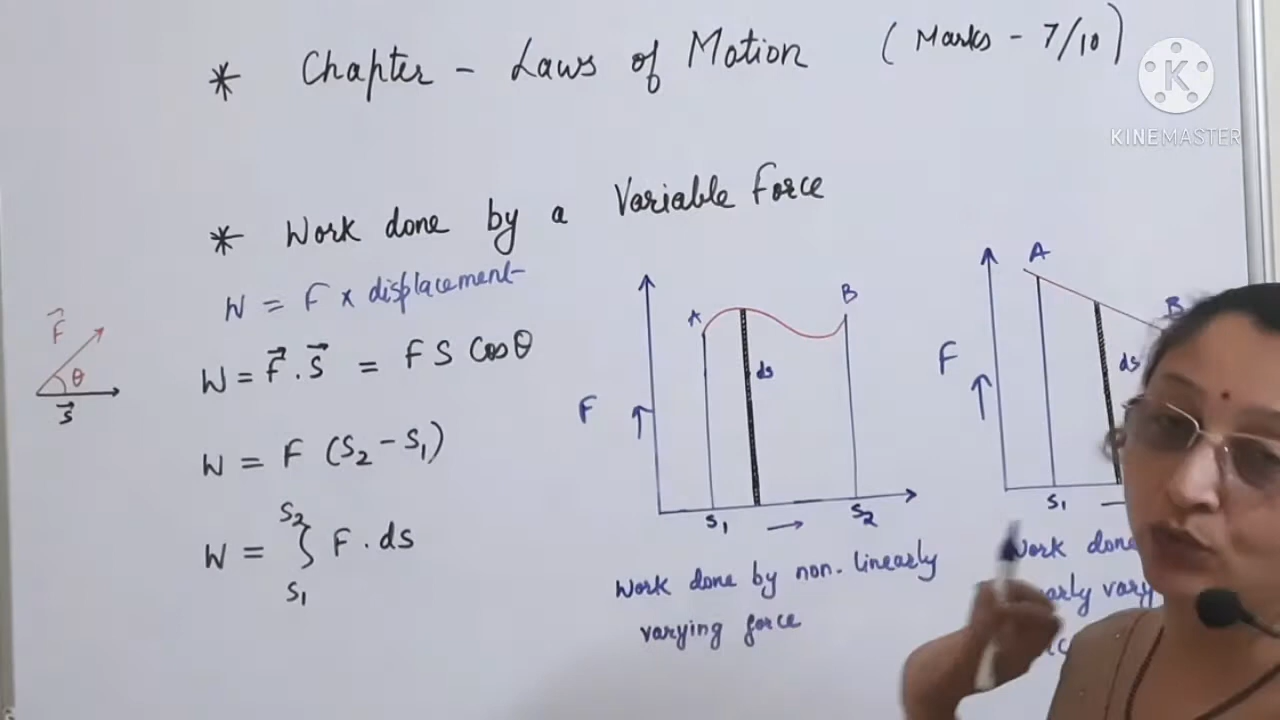 * Chapter - Laws of Motion (Marks - 7/10)
K
KINEMASTER
* Work done by a Variable Force
W = F x displacement
W = F⃗ . S⃗ = F S Cosθ
W = F (S₂ - S₁)
S₂
W = ∫ F . ds
S₁
F⃗
θ
S⃗
A
B
ds
F
S₁
S₂
Work done by non-linearly
varying force
A
B
F
ds
S₁
Work done